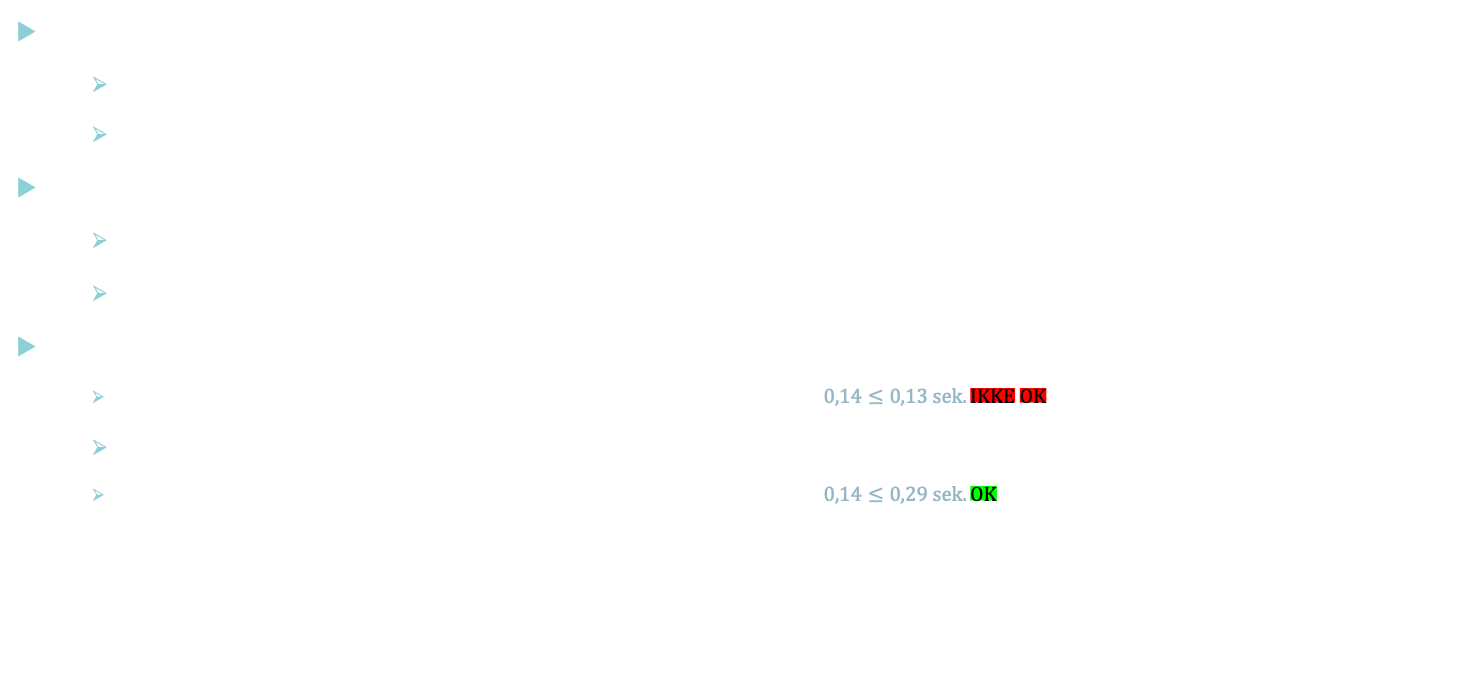 0,14 ≤ 0,13 sek. IKKE OK
0,14 ≤ 0,29 sek. OK